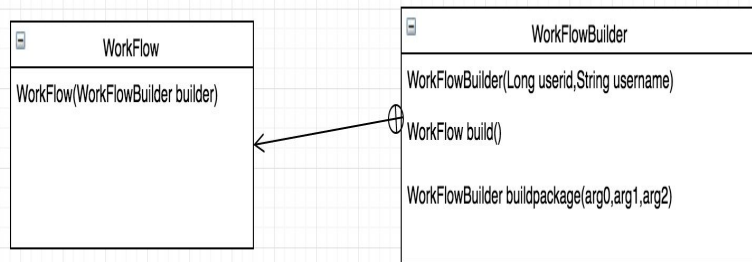 WorkFlow
WorkFlow(WorkFlowBuilder builder)
WorkFlowBuilder
WorkFlowBuilder(Long userid,String username)
WorkFlow build()
WorkFlowBuilder buildpackage(arg0,arg1,arg2)